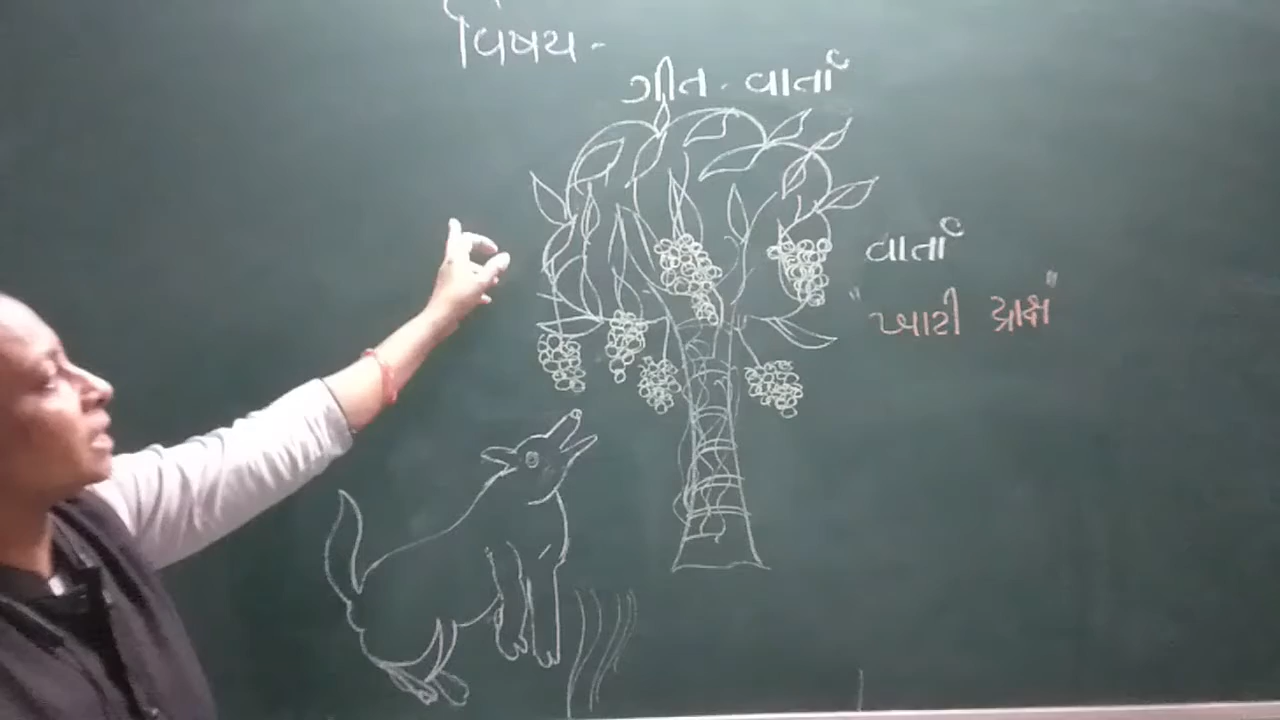 વિષય -
ગીત - વાર્તા
વાર્તા
"ખાટી દ્રાક્ષ"